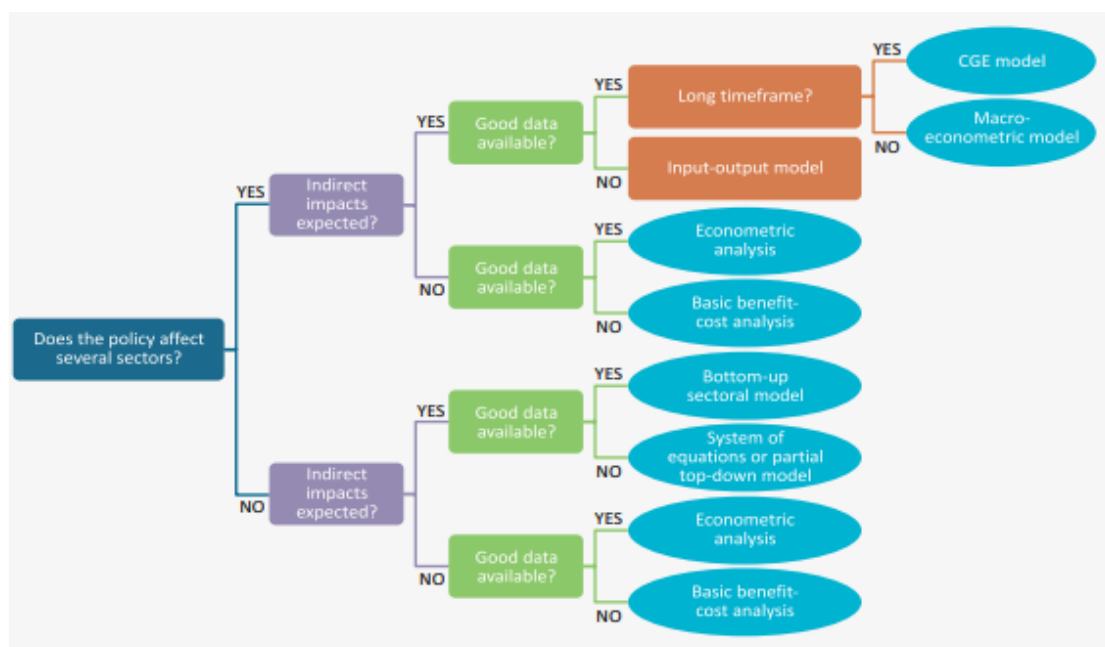 YES
CGE model
YES
Long timeframe?
YES
Good data
available?
Macro-
econometric model
NO
Input-output model
NO
YES
Indirect
impacts
expected?
YES
Econometric
analysis
Good data
available?
NO
Basic benefit-
cost analysis
NO
Does the policy affect
several sectors?
YES
Bottom-up
sectoral model
YES
Good data
available?
System of
equations or partial
top-down model
NO
Indirect
impacts
expected?
NO
YES
Econometric
analysis
Good data
available?
NO
Basic benefit-
cost analysis
NO